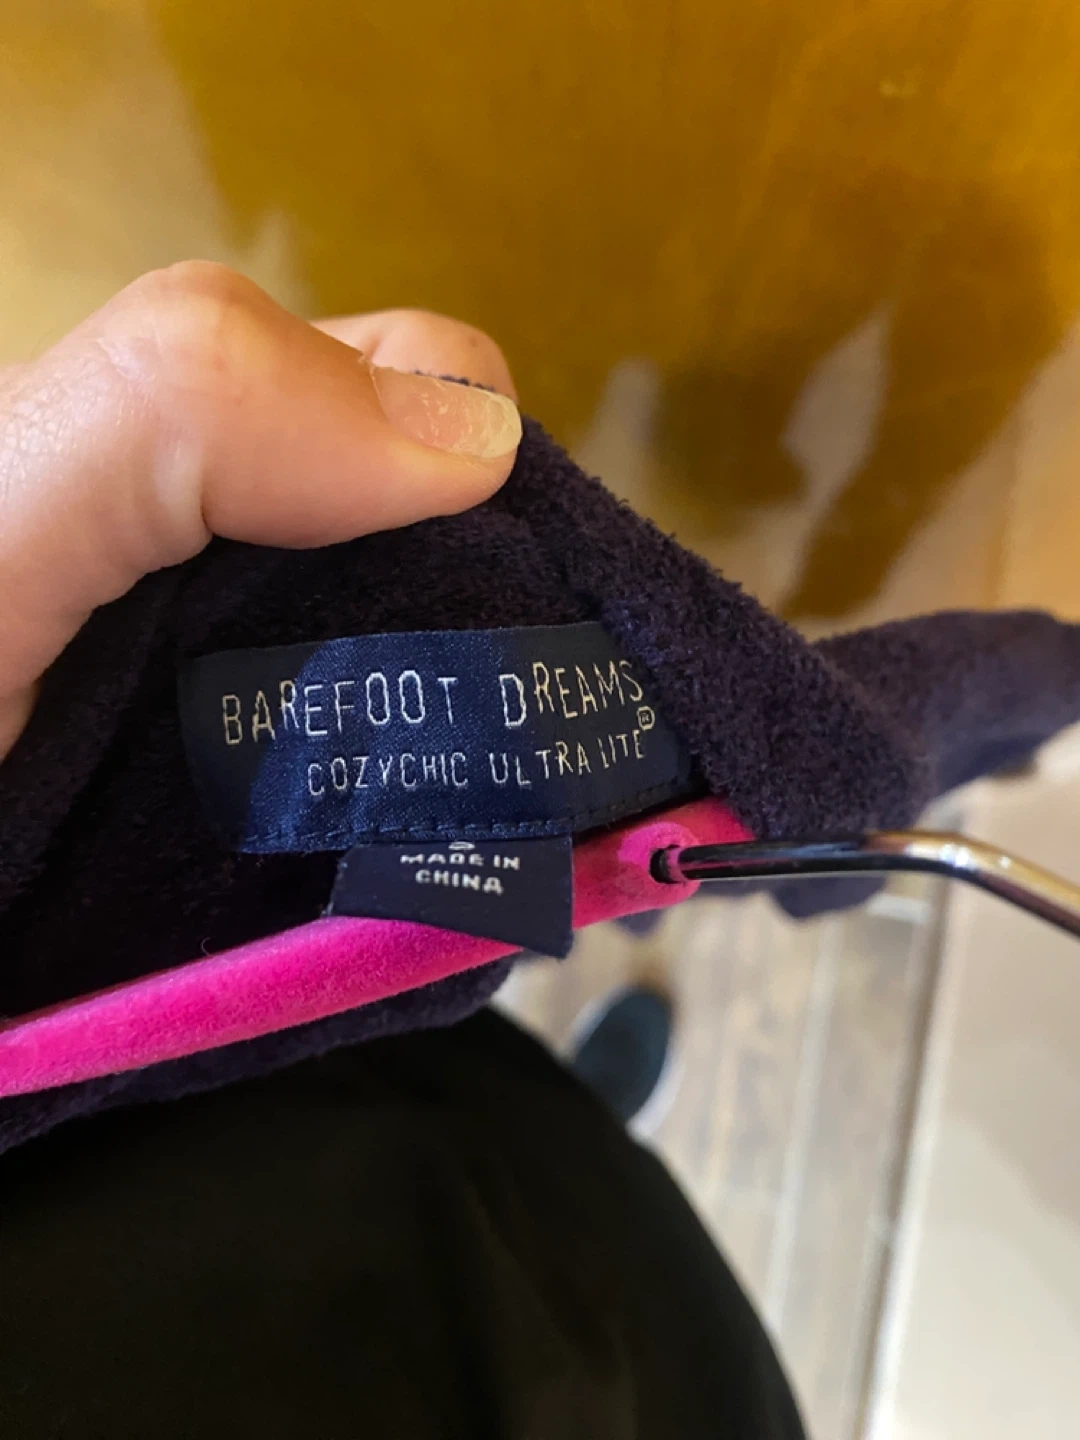 BAREFOOT DREAMS
COZYCHIC ULTRA LITE®
MADE IN
CHINA